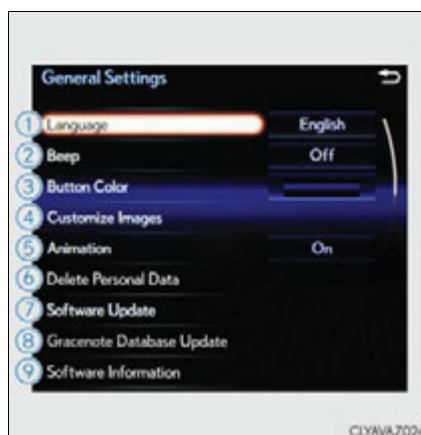 General Settings
1 Language English
2 Beep Off
3 Button Color
4 Customize Images
5 Animation On
6 Delete Personal Data
7 Software Update
8 Gracenote Database Update
9 Software Information
CLYAVAZ026